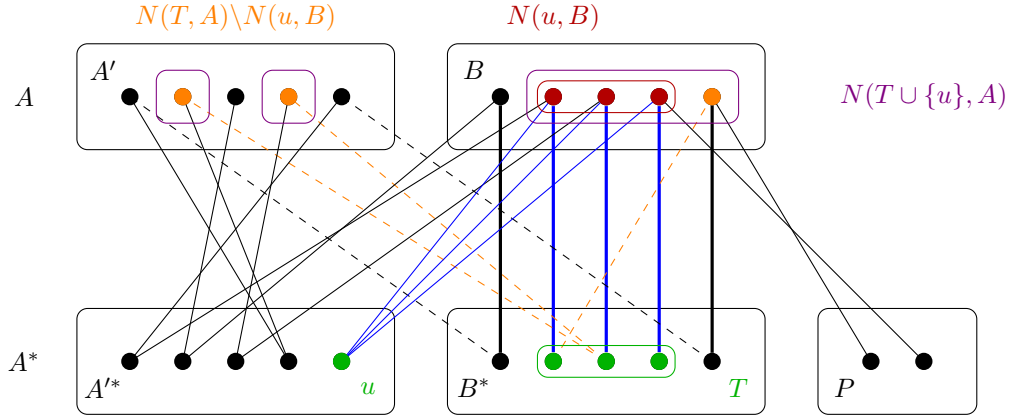 N(T, A)\N(u, B)
N(u, B)
A
A′
B
N(T ∪ {u}, A)
A*
A′*
u
B*
T
P